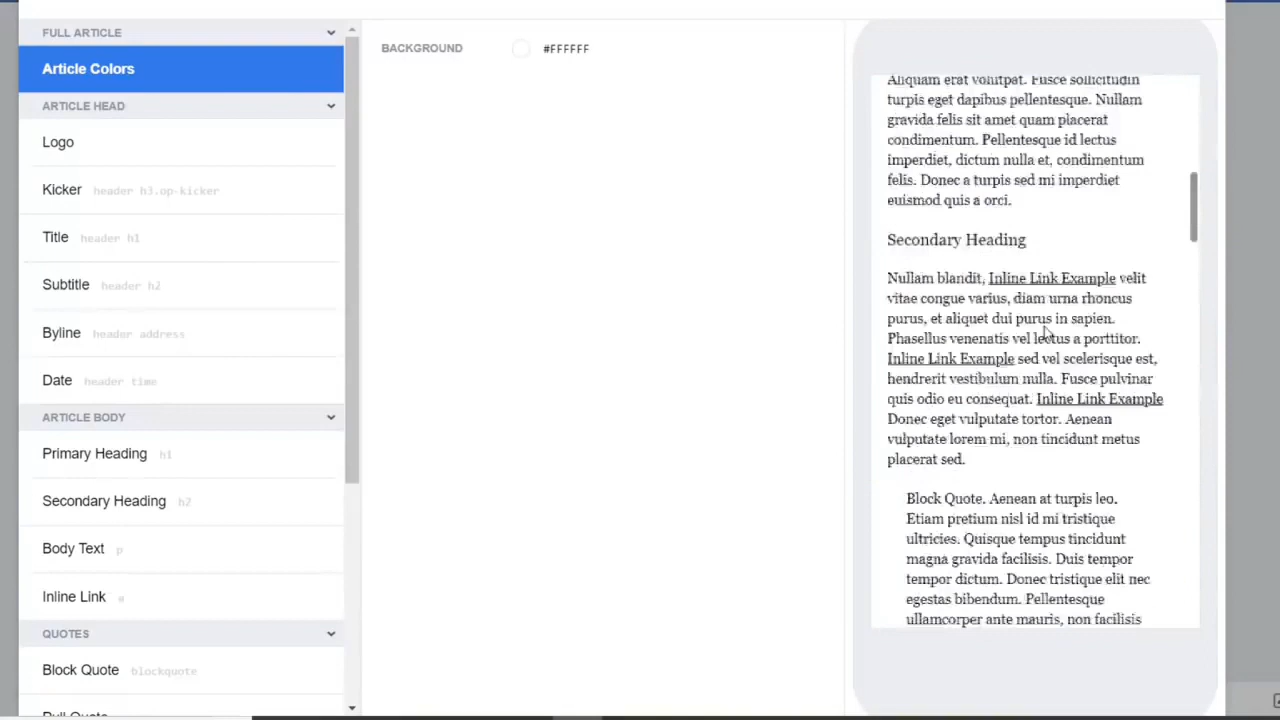 FULL ARTICLE
Article Colors
ARTICLE HEAD
Logo
Kicker header h3.op-kicker
Title header h1
Subtitle header h2
Byline header address
Date header time
ARTICLE BODY
Primary Heading h1
Secondary Heading h2
Body Text p
Inline Link a
QUOTES
Block Quote blockquote
Pull Quote
BACKGROUND #FFFFFF
Aliquam erat volutpat. Fusce sollicitudin
turpis eget dapibus pellentesque. Nullam
gravida felis sit amet quam placerat
condimentum. Pellentesque id lectus
imperdiet, dictum nulla et, condimentum
felis. Donec a turpis sed mi imperdiet
euismod quis a orci.
Secondary Heading
Nullam blandit, Inline Link Example velit
vitae congue varius, diam urna rhoncus
purus, et aliquet dui purus in sapien.
Phasellus venenatis vel lectus a porttitor.
Inline Link Example sed vel scelerisque est,
hendrerit vestibulum nulla. Fusce pulvinar
quis odio eu consequat. Inline Link Example
Donec eget vulputate tortor. Aenean
vulputate lorem mi, non tincidunt metus
placerat sed.
Block Quote. Aenean at turpis leo.
Etiam pretium nisl id mi tristique
ultricies. Quisque tempus tincidunt
magna gravida facilisis. Duis tempor
tempor dictum. Donec tristique elit nec
egestas bibendum. Pellentesque
ullamcorper ante mauris, non facilisis